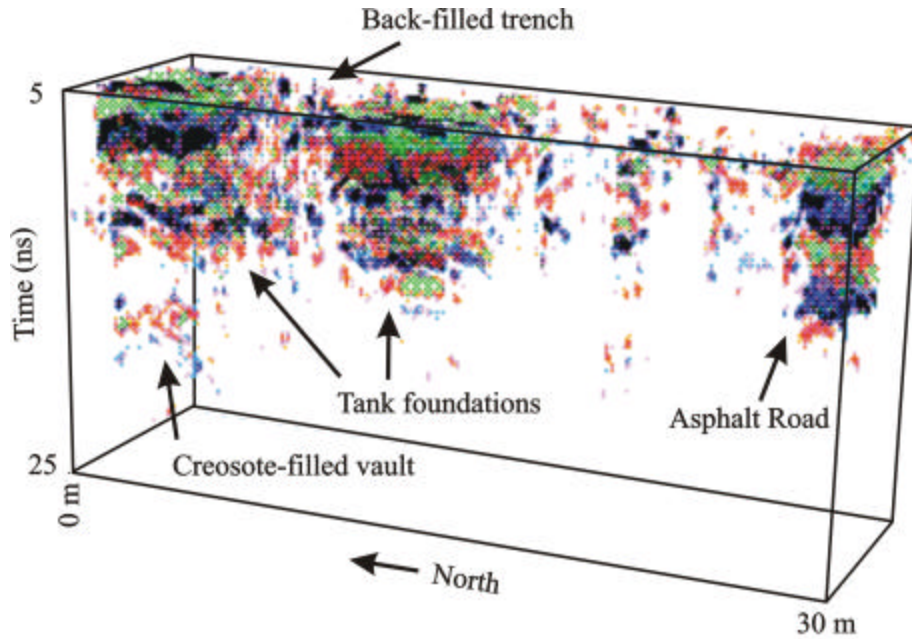 Back-filled trench
5
Time (ns)
Tank foundations
Asphalt Road
Creosote-filled vault
25
0 m
North
30 m